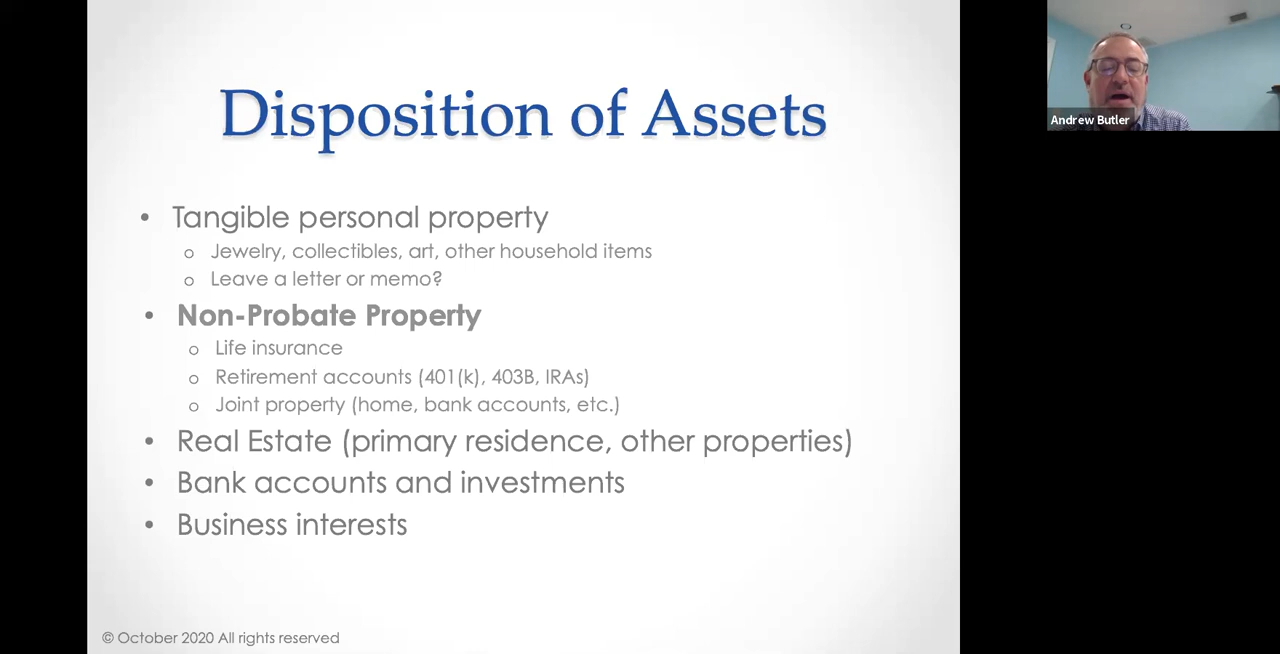 Disposition of Assets
• Tangible personal property
o Jewelry, collectibles, art, other household items
o Leave a letter or memo?
• Non-Probate Property
o Life insurance
o Retirement accounts (401(k), 403B, IRAs)
o Joint property (home, bank accounts, etc.)
• Real Estate (primary residence, other properties)
• Bank accounts and investments
• Business interests
© October 2020 All rights reserved
Andrew Butler